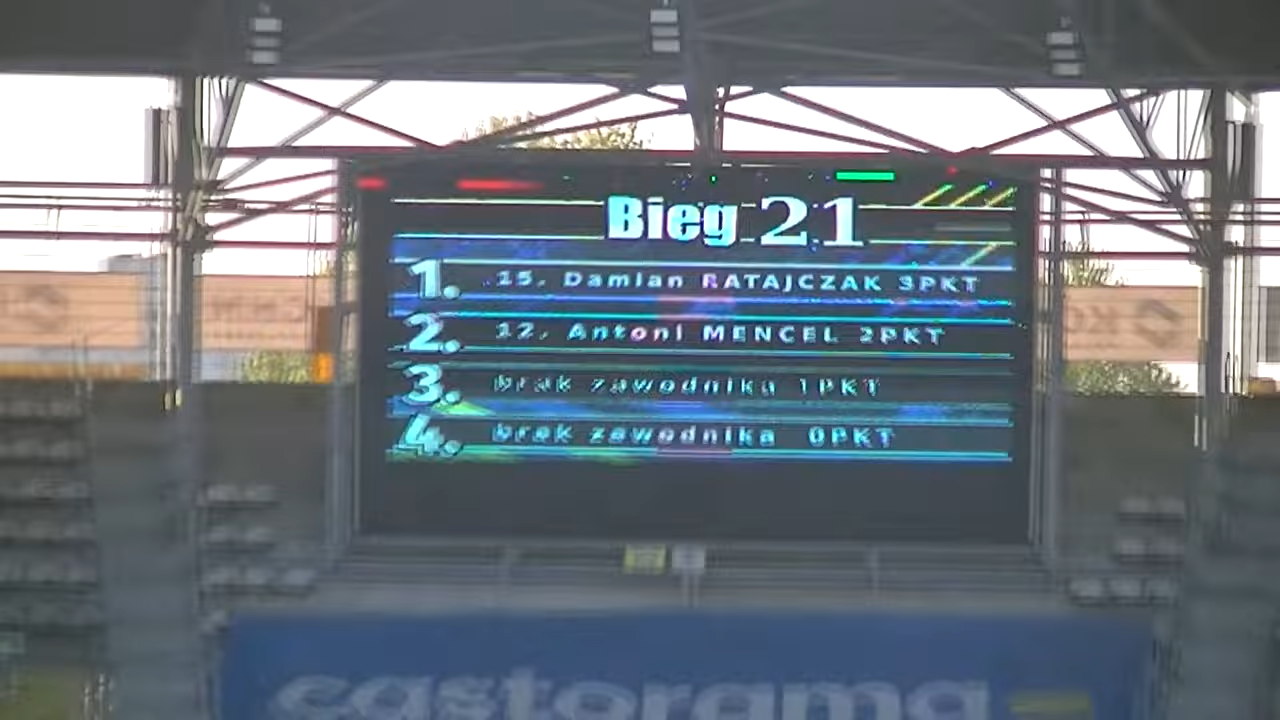 Bieg 21
1. 15. Damian RATAJCZAK 3PKT
2. 12. Antoni MENCEL 2PKT
3. brak zawodnika 1PKT
4. brak zawodnika 0PKT
castorama